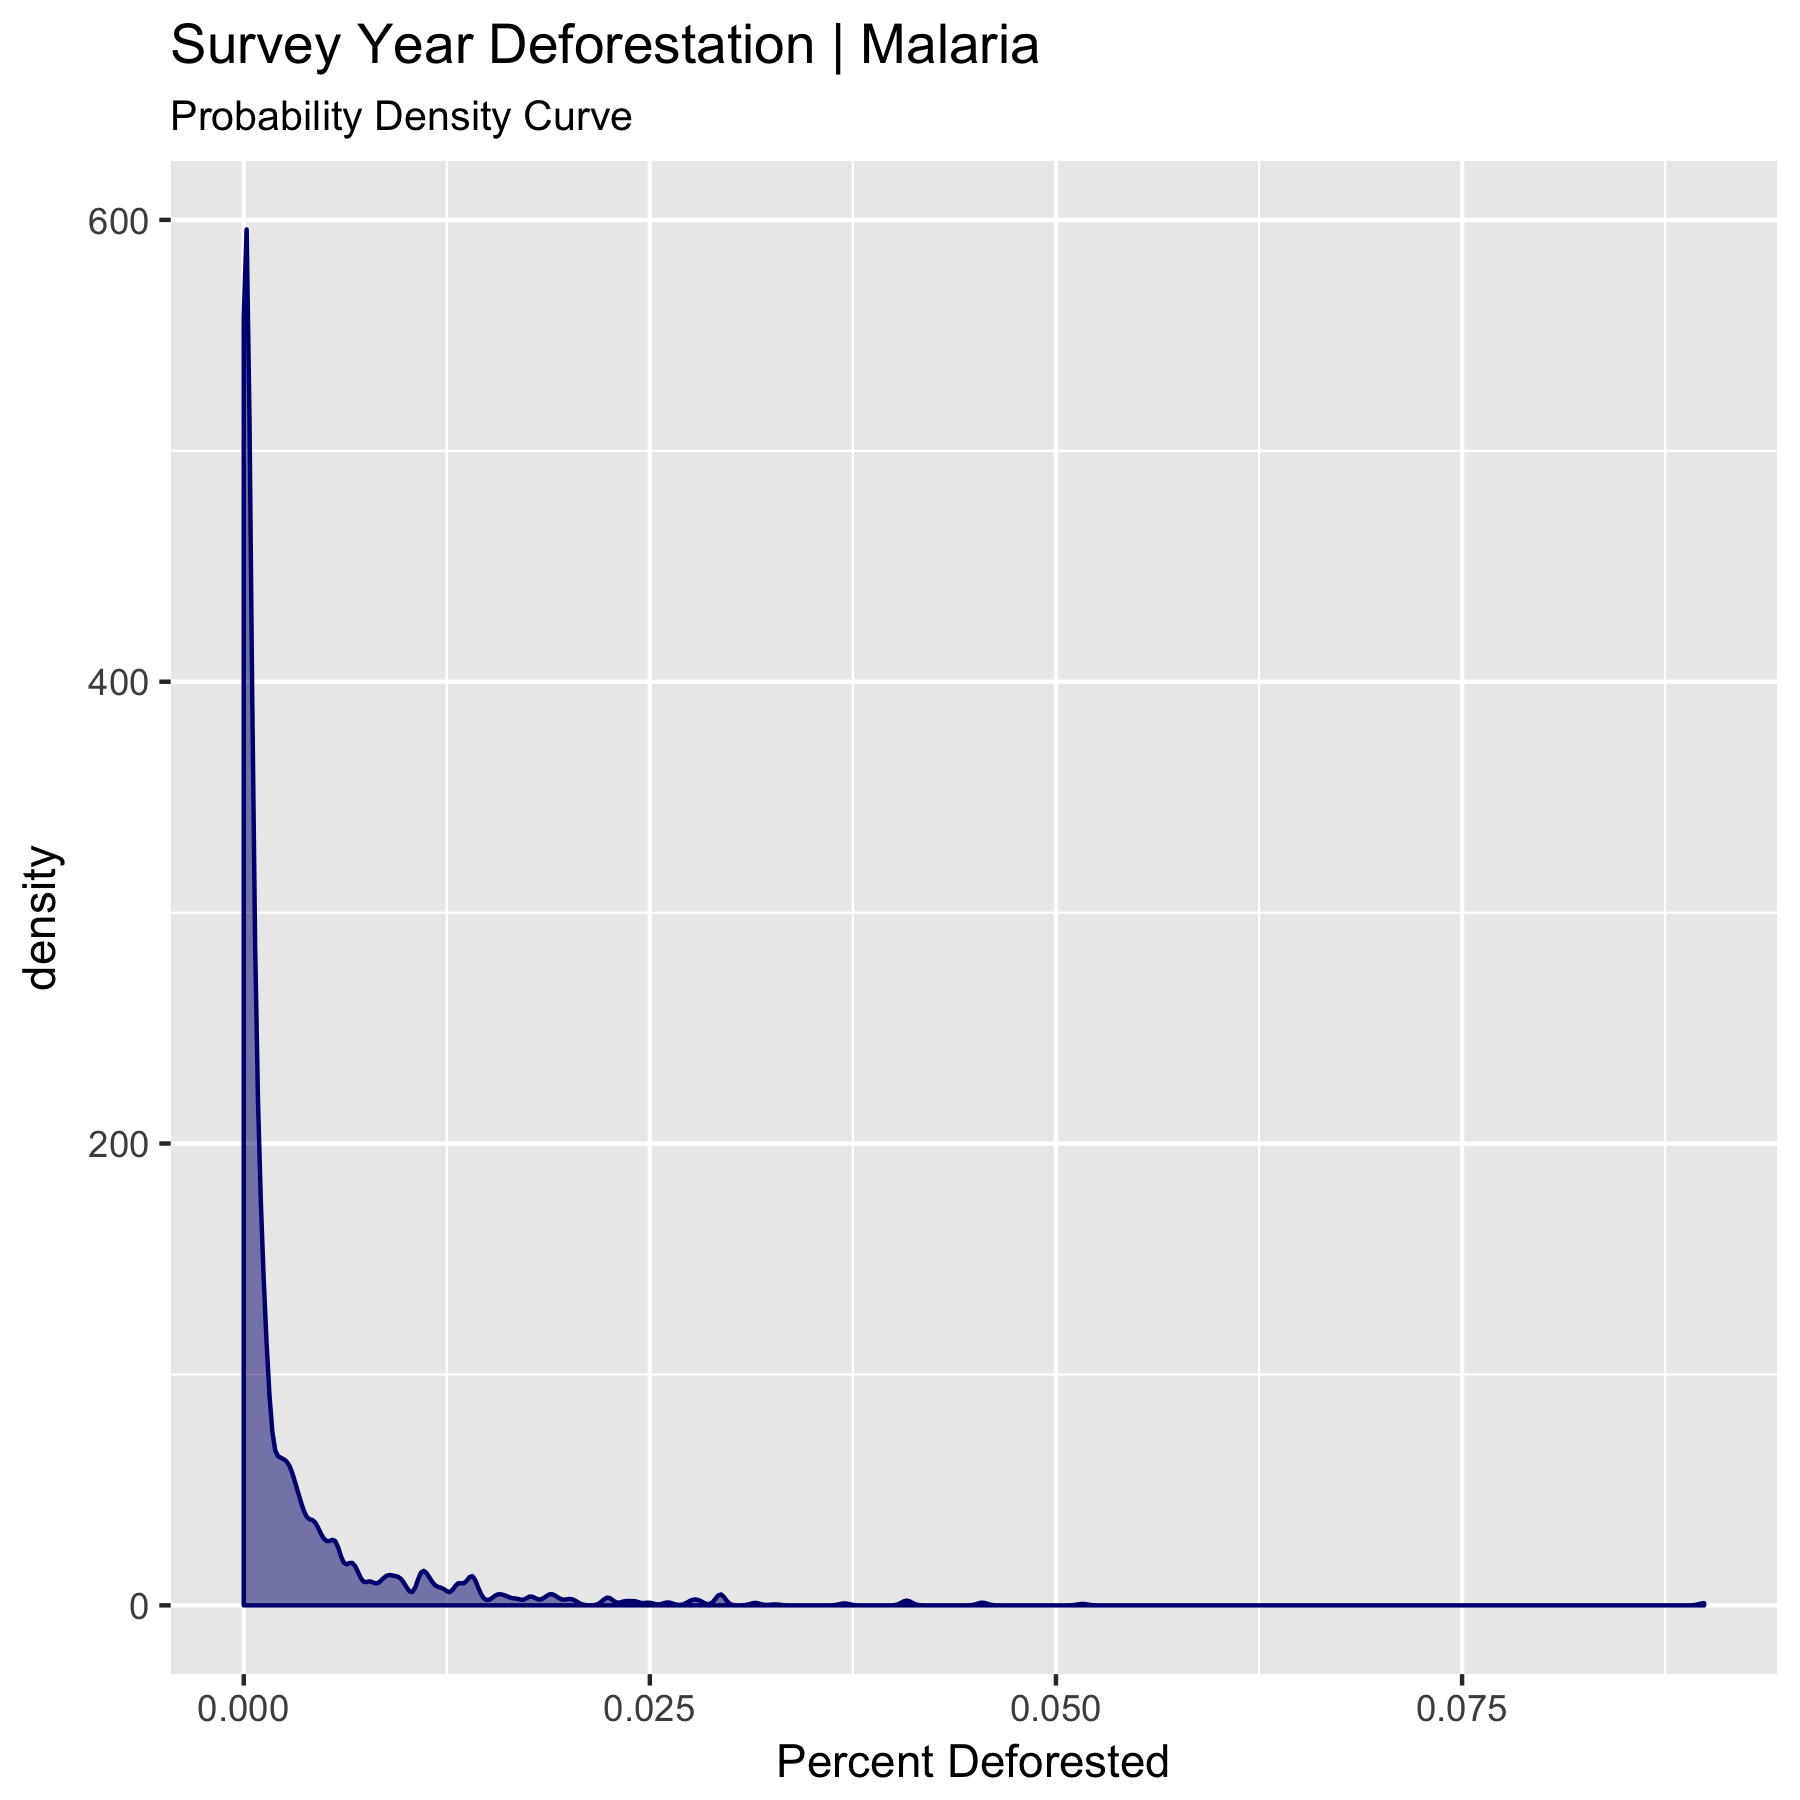 Survey Year Deforestation | Malaria
Probability Density Curve
600
400
200
0
density
0.000 0.025 0.050 0.075
Percent Deforested